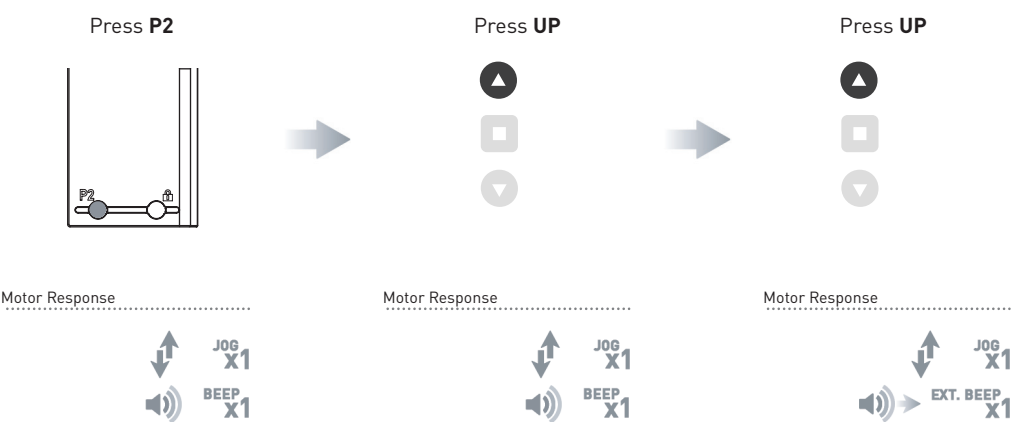 Press P2
Press UP
Press UP
P2
Motor Response
Motor Response
Motor Response
JOG
X1
JOG
X1
JOG
X1
BEEP
X1
BEEP
X1
EXT. BEEP
X1